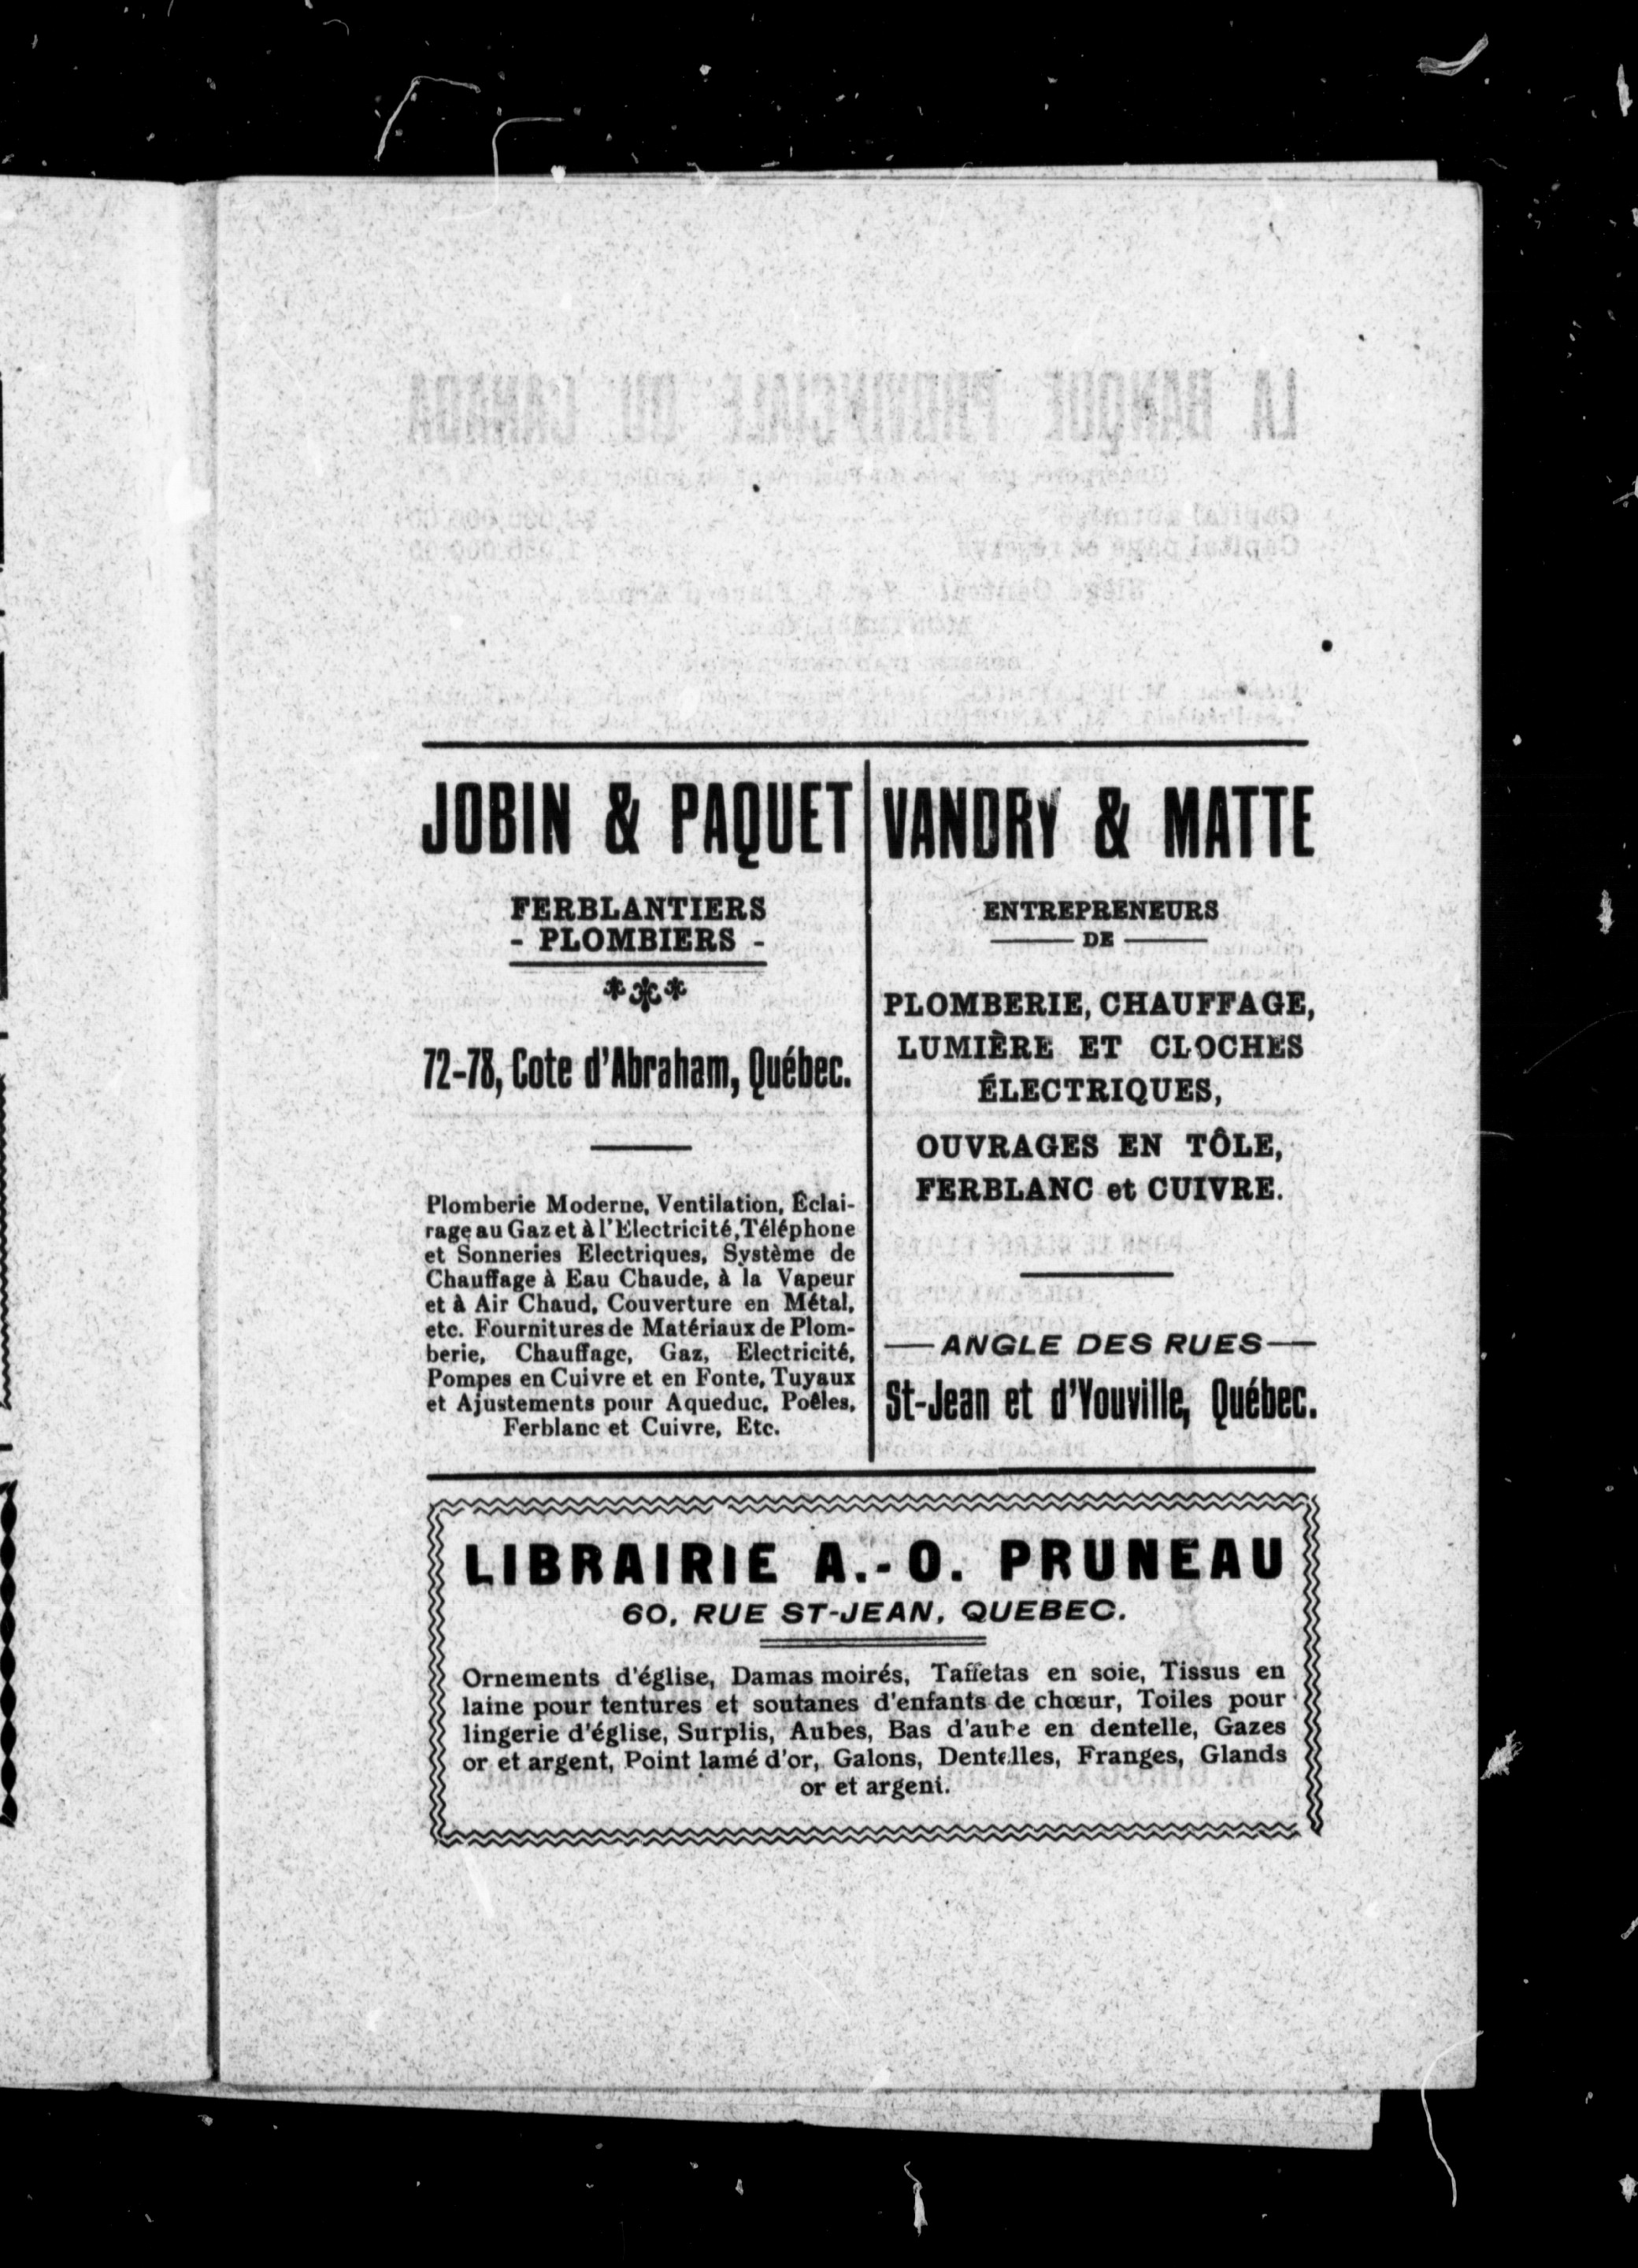 JOBIN & PAQUET
FERBLANTIERS
- PLOMBIERS -
72-78, Cote d'Abraham, Québec.
Plomberie Moderne, Ventilation, Éclai-
rage au Gaz et à l'Electricité, Téléphone
et Sonneries Electriques, Système de
Chauffage à Eau Chaude, à la Vapeur
et à Air Chaud, Couverture en Métal,
etc. Fournitures de Matériaux de Plom-
berie, Chauffage, Gaz, Electricité,
Pompes en Cuivre et en Fonte, Tuyaux
et Ajustements pour Aqueduc, Poêles,
Ferblanc et Cuivre, Etc.
VANDRY & MATTE
ENTREPRENEURS
DE
PLOMBERIE, CHAUFFAGE,
LUMIÈRE ET CLOCHES
ÉLECTRIQUES,
OUVRAGES EN TÔLE,
FERBLANC et CUIVRE.
ANGLE DES RUES
St-Jean et d'Youville, Québec.
LIBRAIRIE A.-O. PRUNEAU
60, RUE ST-JEAN, QUEBEC.
Ornements d'église, Damas moirés, Taffetas en soie, Tissus en
laine pour tentures et soutanes d'enfants de chœur, Toiles pour
lingerie d'église, Surplis, Aubes, Bas d'aube en dentelle, Gazes
or et argent, Point lamé d'or, Galons, Dentelles, Franges, Glands
or et argent.